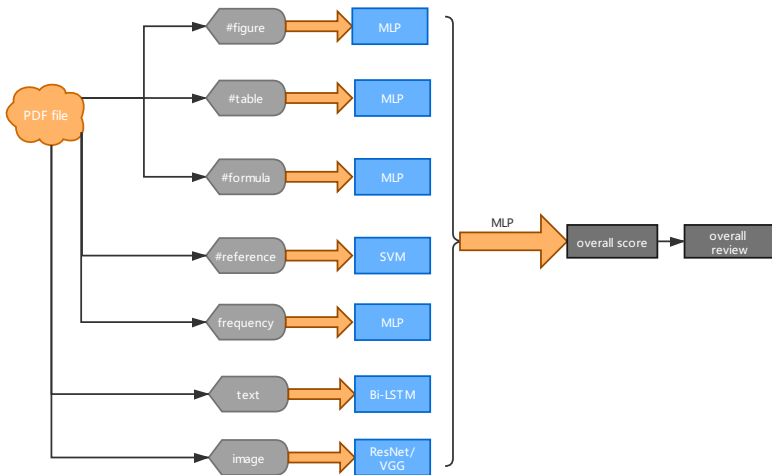 PDF file
#figure
MLP
#table
MLP
#formula
MLP
#reference
SVM
frequency
MLP
text
Bi-LSTM
image
ResNet/
VGG
MLP
overall score
overall
review